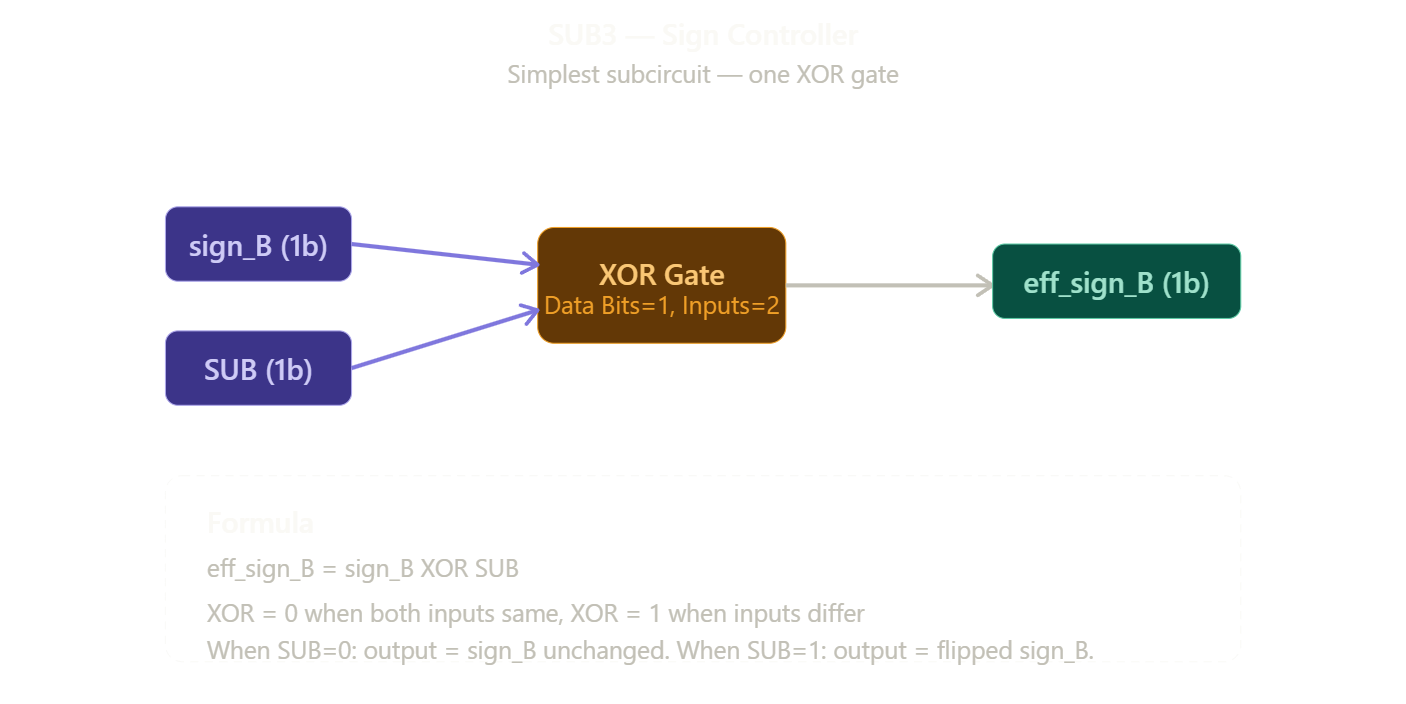 SUB3 — Sign Controller
Simplest subcircuit — one XOR gate
sign_B (1b)
SUB (1b)
XOR Gate
Data Bits=1, Inputs=2
eff_sign_B (1b)
Formula
eff_sign_B = sign_B XOR SUB
XOR = 0 when both inputs same, XOR = 1 when inputs differ
When SUB=0: output = sign_B unchanged. When SUB=1: output = flipped sign_B.